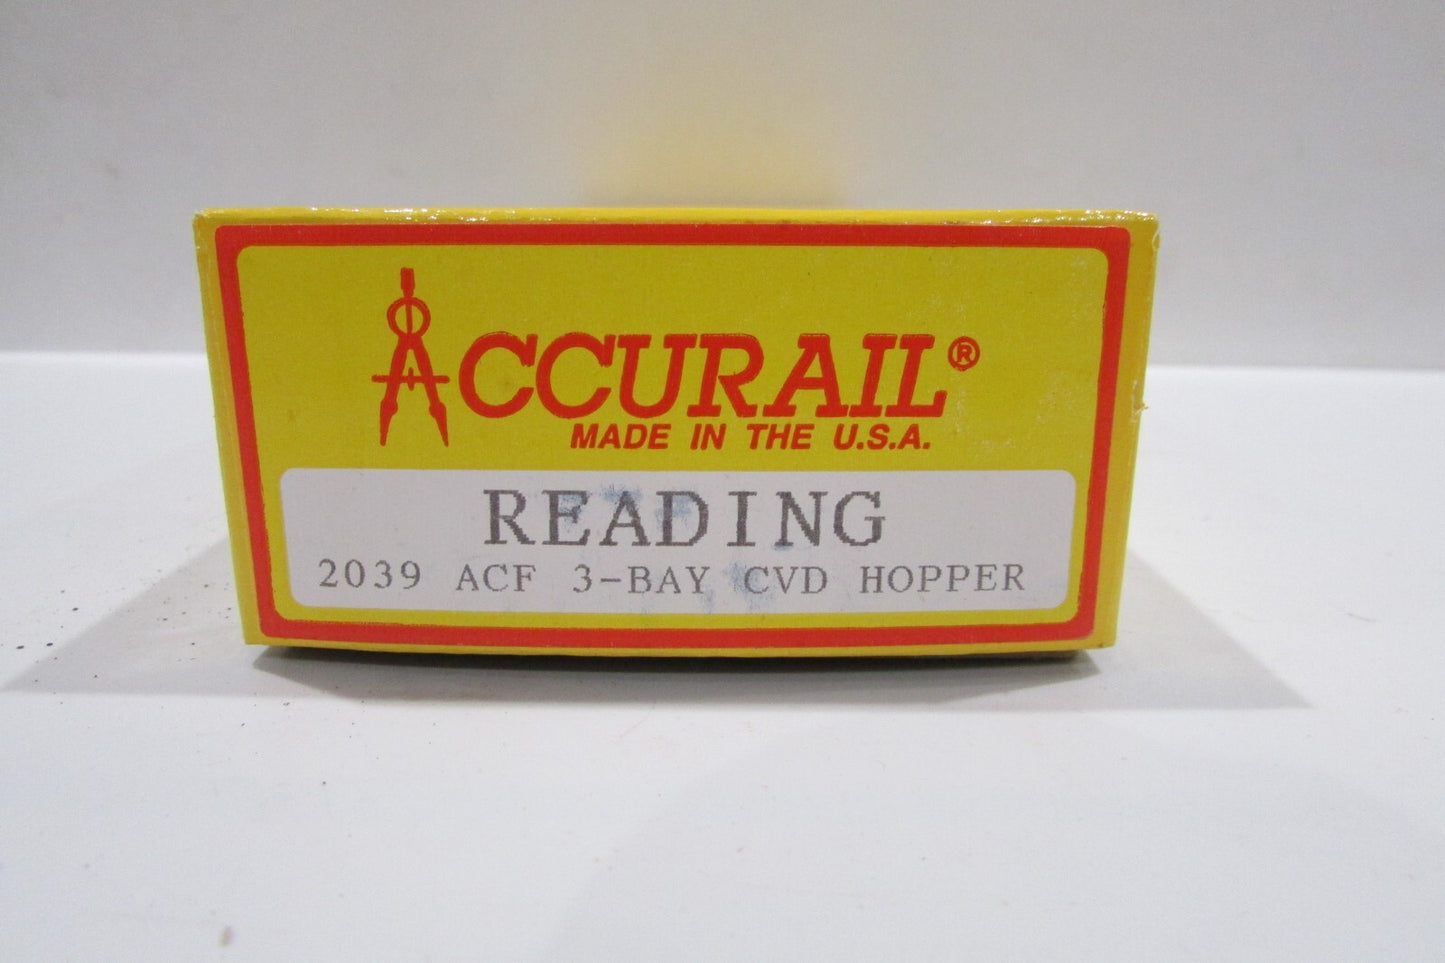 ACCURAIL®
MADE IN THE U.S.A.
READING
2039 ACF 3-BAY CVD HOPPER